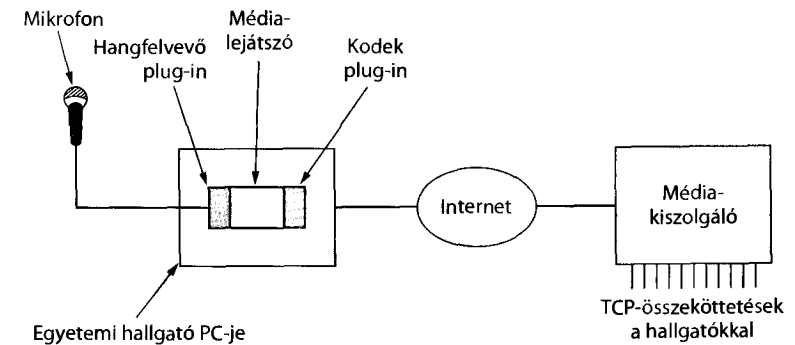 Mikrofon
Hangfelvevő
plug-in
Média-
lejátszó
Kodek
plug-in
Internet
Média-
kiszolgáló
TCP-összeköttetések
a hallgatókkal
Egyetemi hallgató PC-je